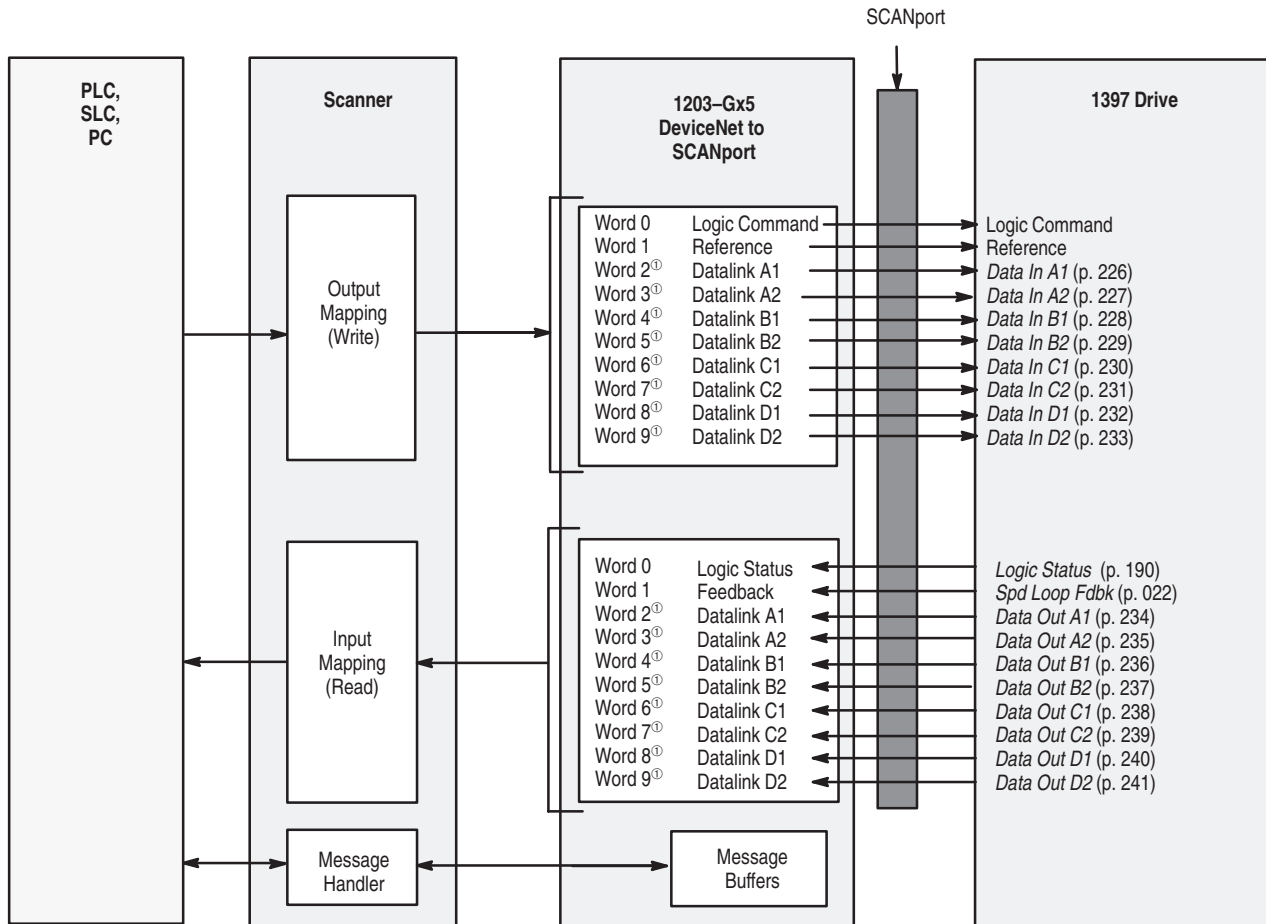 SCANport
PLC,
SLC,
PC
Scanner
1203–Gx5
DeviceNet to
SCANport
1397 Drive
Output
Mapping
(Write)
Word 0 Logic Command Logic Command
Word 1 Reference Reference
Word 2① Datalink A1 Data In A1 (p. 226)
Word 3① Datalink A2 Data In A2 (p. 227)
Word 4① Datalink B1 Data In B1 (p. 228)
Word 5① Datalink B2 Data In B2 (p. 229)
Word 6① Datalink C1 Data In C1 (p. 230)
Word 7① Datalink C2 Data In C2 (p. 231)
Word 8① Datalink D1 Data In D1 (p. 232)
Word 9① Datalink D2 Data In D2 (p. 233)
Input
Mapping
(Read)
Word 0 Logic Status Logic Status (p. 190)
Word 1 Feedback Spd Loop Fdbk (p. 022)
Word 2① Datalink A1 Data Out A1 (p. 234)
Word 3① Datalink A2 Data Out A2 (p. 235)
Word 4① Datalink B1 Data Out B1 (p. 236)
Word 5① Datalink B2 Data Out B2 (p. 237)
Word 6① Datalink C1 Data Out C1 (p. 238)
Word 7① Datalink C2 Data Out C2 (p. 239)
Word 8① Datalink D1 Data Out D1 (p. 240)
Word 9① Datalink D2 Data Out D2 (p. 241)
Message
Handler
Message
Buffers